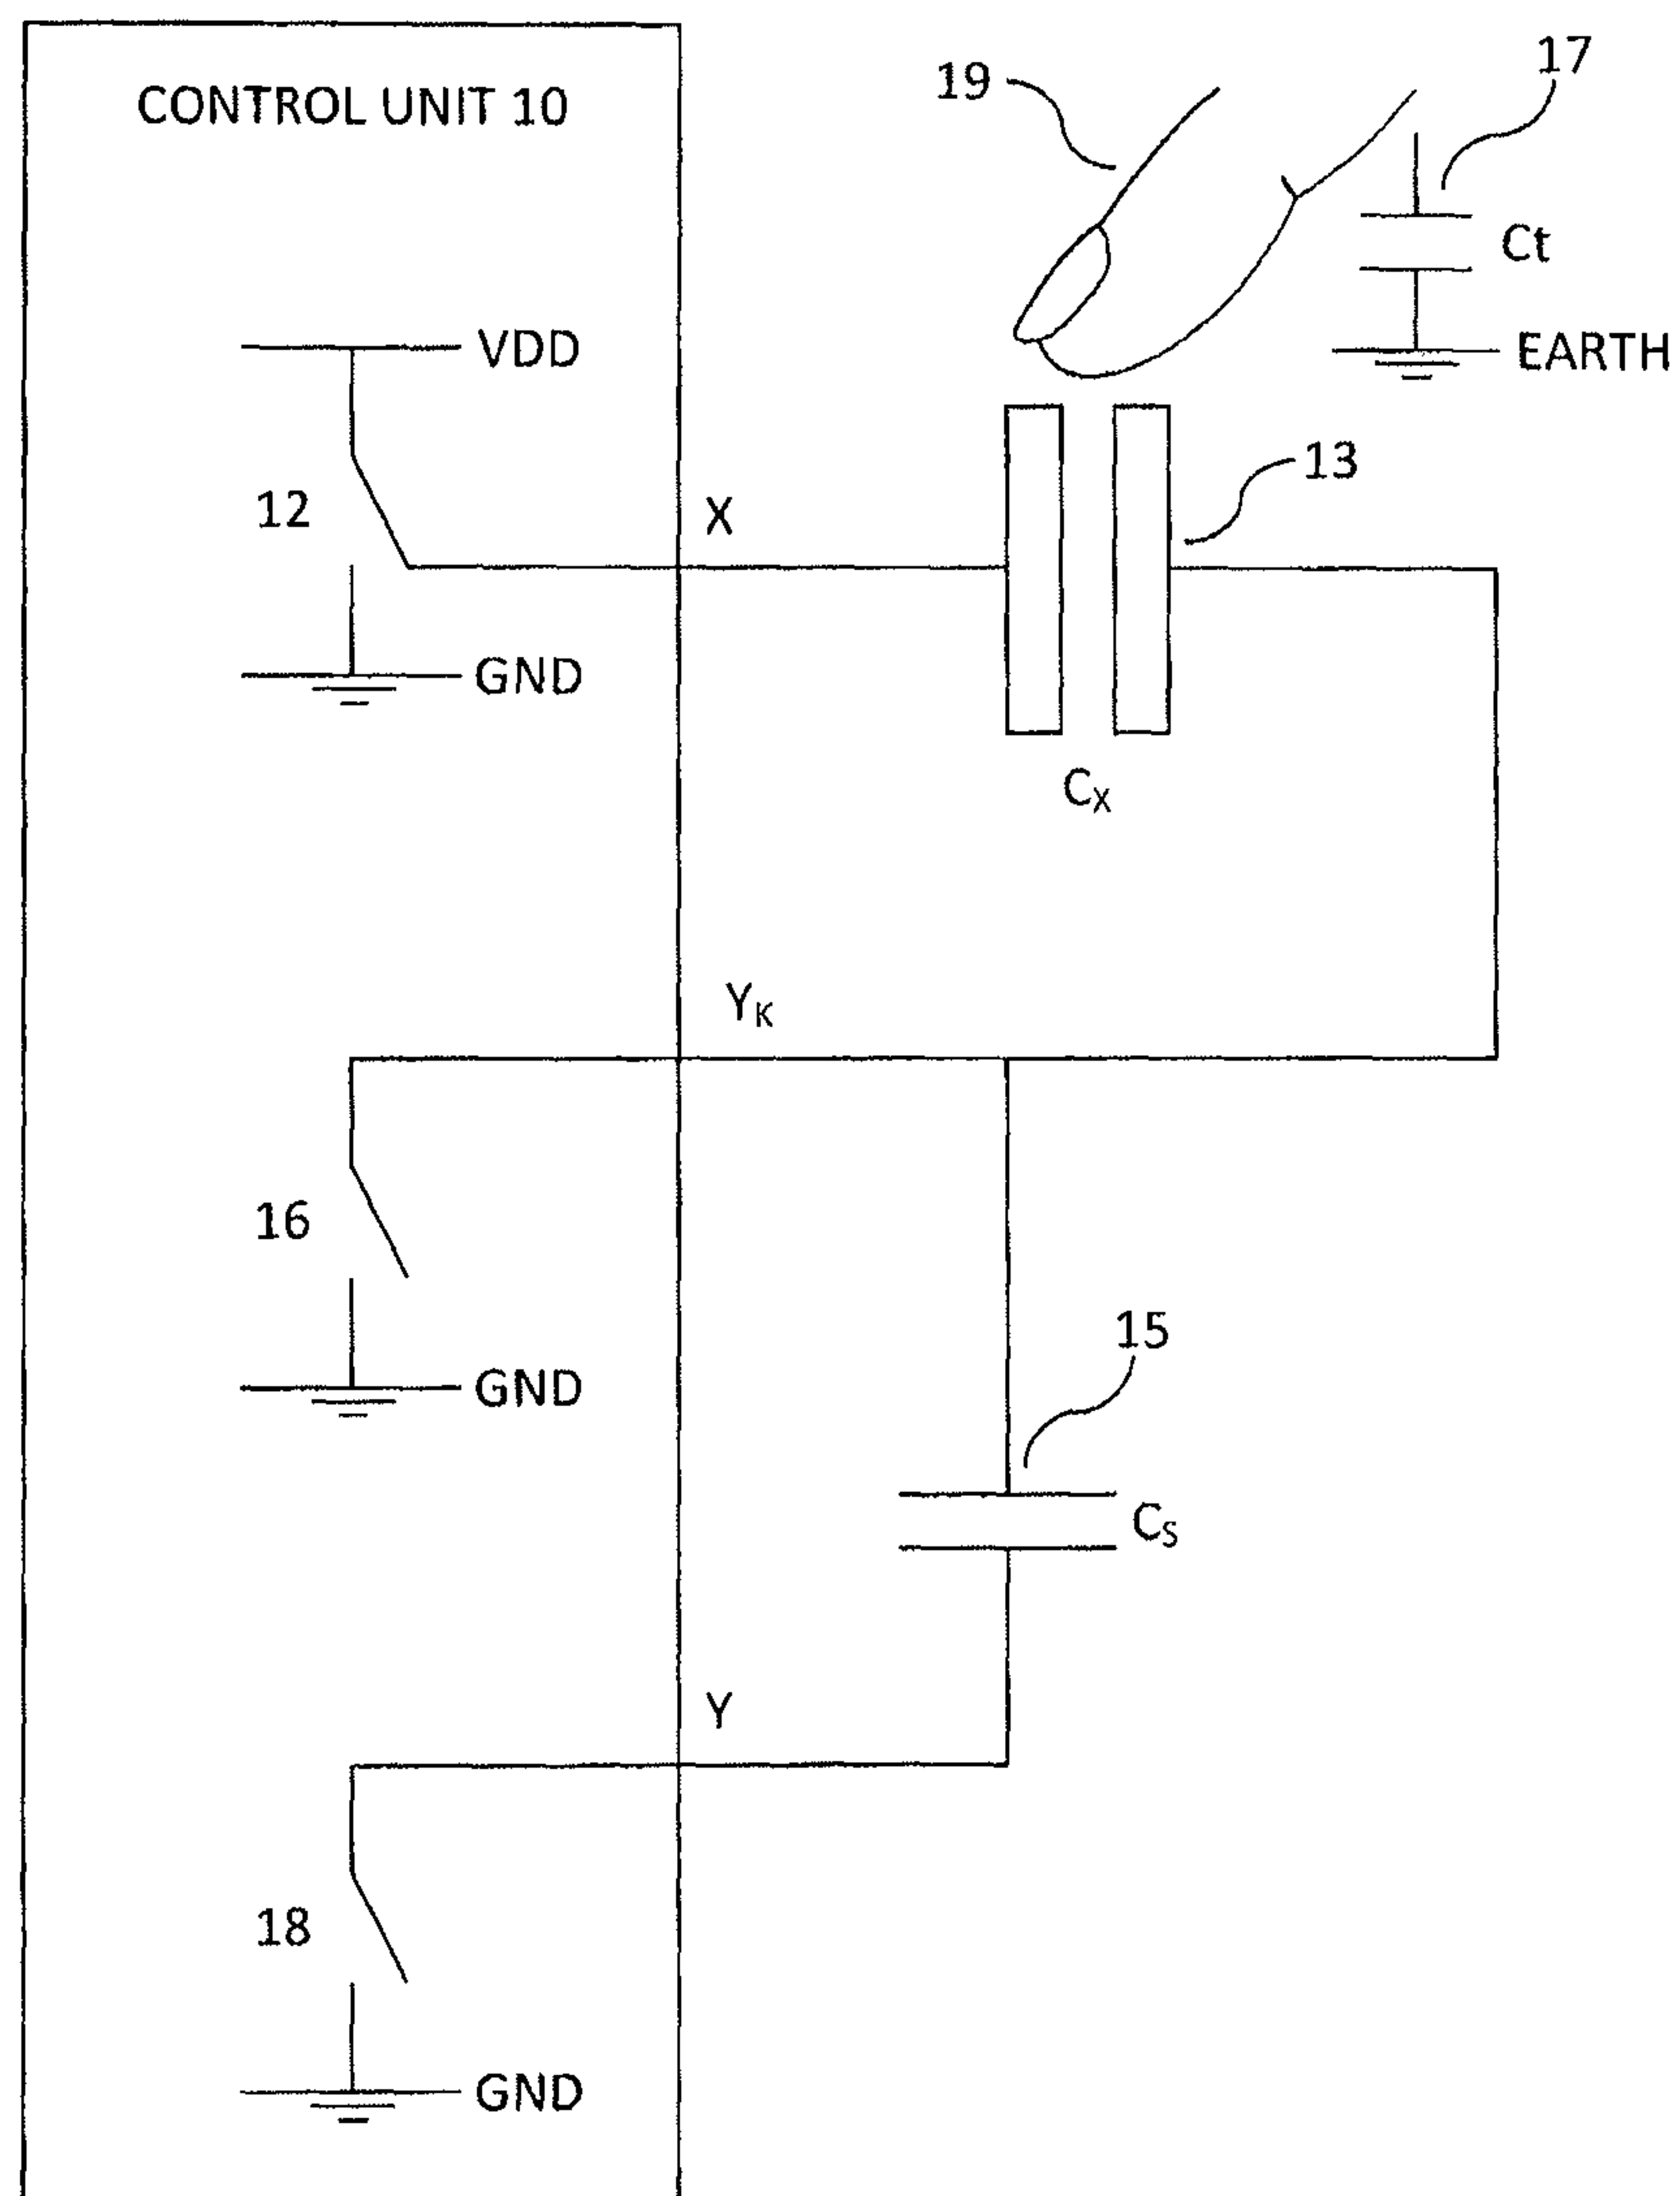 CONTROL UNIT 10
19
17
Ct
VDD
EARTH
13
12
X
GND
Cₓ
Yₖ
16
GND
15
Cₛ
Y
18
GND